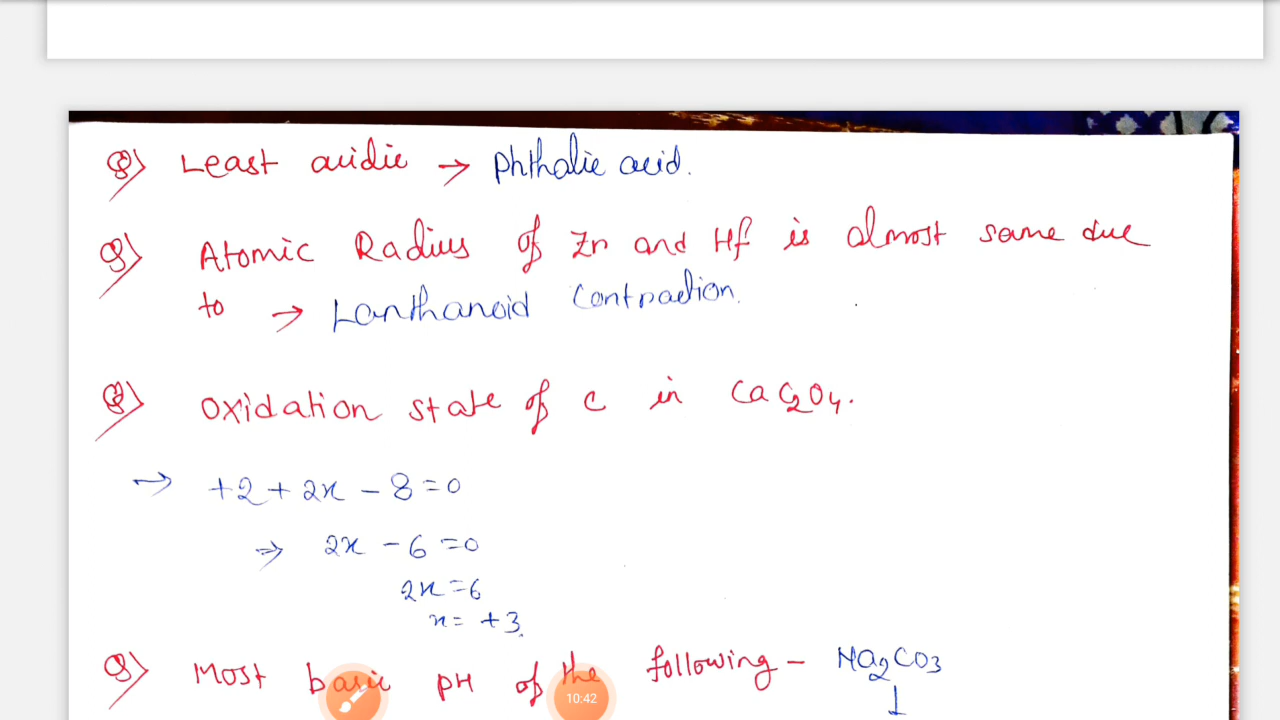 Q) Least acidic → Phthalic acid.
Q) Atomic Radius of Zn and Hf is almost same due
to → Lanthanoid Contraction.
Q) Oxidation state of C in CaC₂O₄.
→ +2 + 2x - 8 = 0
⇒ 2x - 6 = 0
2x = 6
x = +3.
Q) Most basic pH of the following - Na₂CO₃
↓
10:42